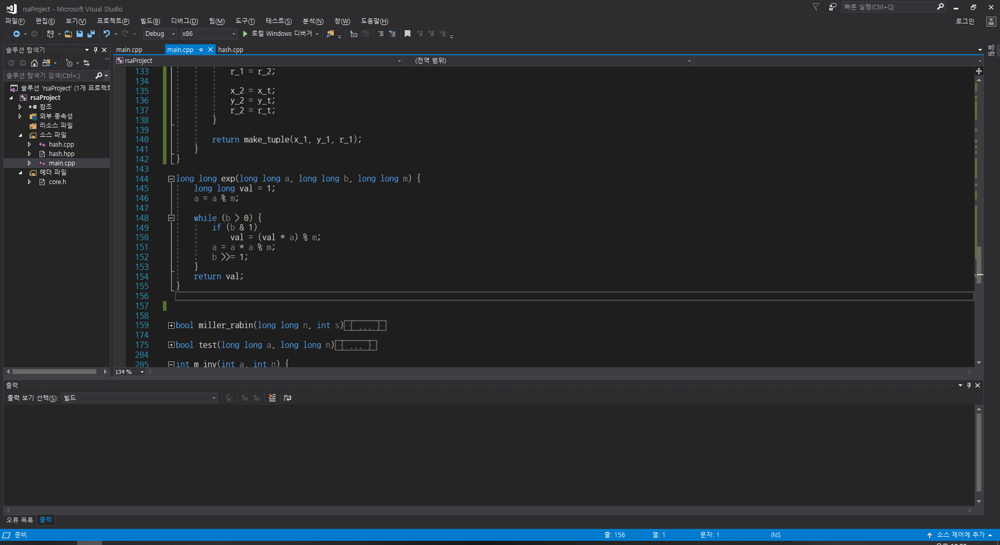 rsaProject - Microsoft Visual Studio
빠른 실행(Ctrl+Q)
파일(F) 편집(E) 보기(V) 프로젝트(P) 빌드(B) 디버그(D) 팀(M) 도구(T) 테스트(S) 분석(N) 창(W) 도움말(H)
로그인
Debug x86 로컬 Windows 디버거
솔루션 탐색기
솔루션 탐색기 검색(Ctrl+;)
솔루션 'rsaProject' (1개 프로젝트
rsaProject
참조
외부 종속성
리소스 파일
소스 파일
hash.cpp
hash.hpp
main.cpp
헤더 파일
core.h
main.cpp main.cpp hash.cpp
rsaProject (전역 범위)
133 r_1 = r_2;
134
135 x_2 = x_t;
136 y_2 = y_t;
137 r_2 = r_t;
138 }
139
140 return make_tuple(x_1, y_1, r_1);
141 }
142 }
143
144 long long exp(long long a, long long b, long long m) {
145 long long val = 1;
146 a = a % m;
147
148 while (b > 0) {
149 if (b & 1)
150 val = (val * a) % m;
151 a = a * a % m;
152 b >>= 1;
153 }
154 return val;
155 }
156
157
158
159 bool miller_rabin(long long n, int s){ ... }
174
175 bool test(long long a, long long n){ ... }
204
205 int m_inv(int a, int n) {
134 %
출력
출력 보기 선택(S): 빌드
오류 목록 출력
준비
줄: 156 열: 1 문자: 1 INS
소스 제어에 추가